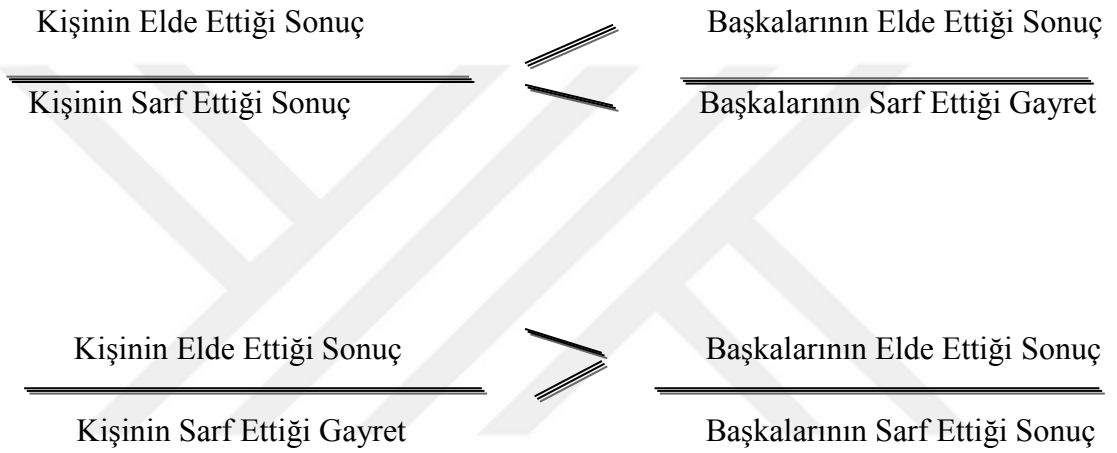 Kişinin Elde Ettiği Sonuç < Başkalarının Elde Ettiği Sonuç
Kişinin Sarf Ettiği Sonuç Başkalarının Sarf Ettiği Gayret
Kişinin Elde Ettiği Sonuç > Başkalarının Elde Ettiği Sonuç
Kişinin Sarf Ettiği Gayret Başkalarının Sarf Ettiği Sonuç